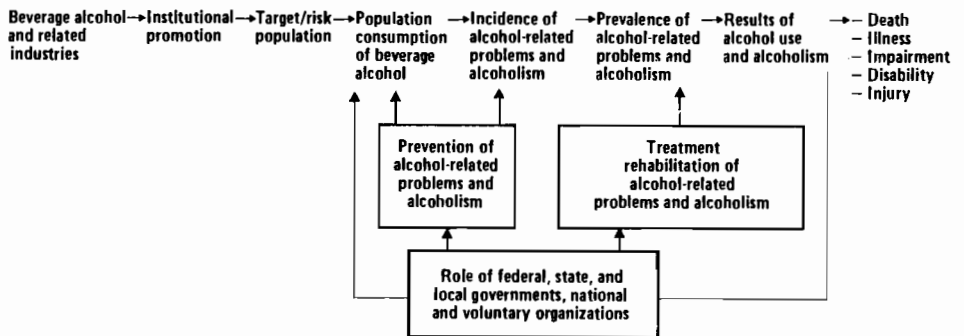 Beverage alcohol
and related
industries
Institutional
promotion
Target/risk
population
Population
consumption
of beverage
alcohol
Incidence of
alcohol-related
problems and
alcoholism
Prevalence of
alcohol-related
problems and
alcoholism
Results of
alcohol use
and alcoholism
– Death
– Illness
– Impairment
– Disability
– Injury
Prevention of
alcohol-related
problems and
alcoholism
Treatment
rehabilitation of
alcohol-related
problems and alcoholism
Role of federal, state, and
local governments, national
and voluntary organizations